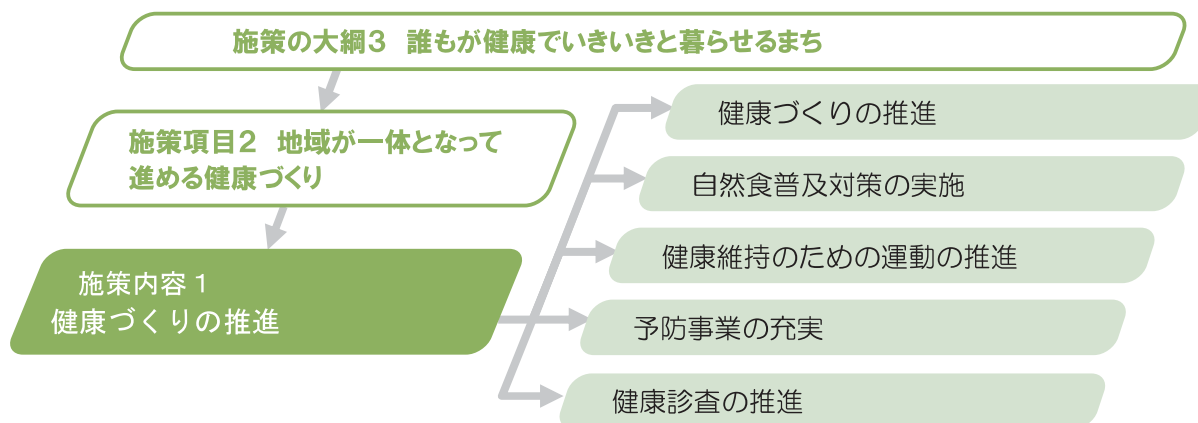 施策の大綱3 誰もが健康でいきいきと暮らせるまち
施策項目2 地域が一体となって
進める健康づくり
施策内容1
健康づくりの推進
健康づくりの推進
自然食普及対策の実施
健康維持のための運動の推進
予防事業の充実
健康診査の推進